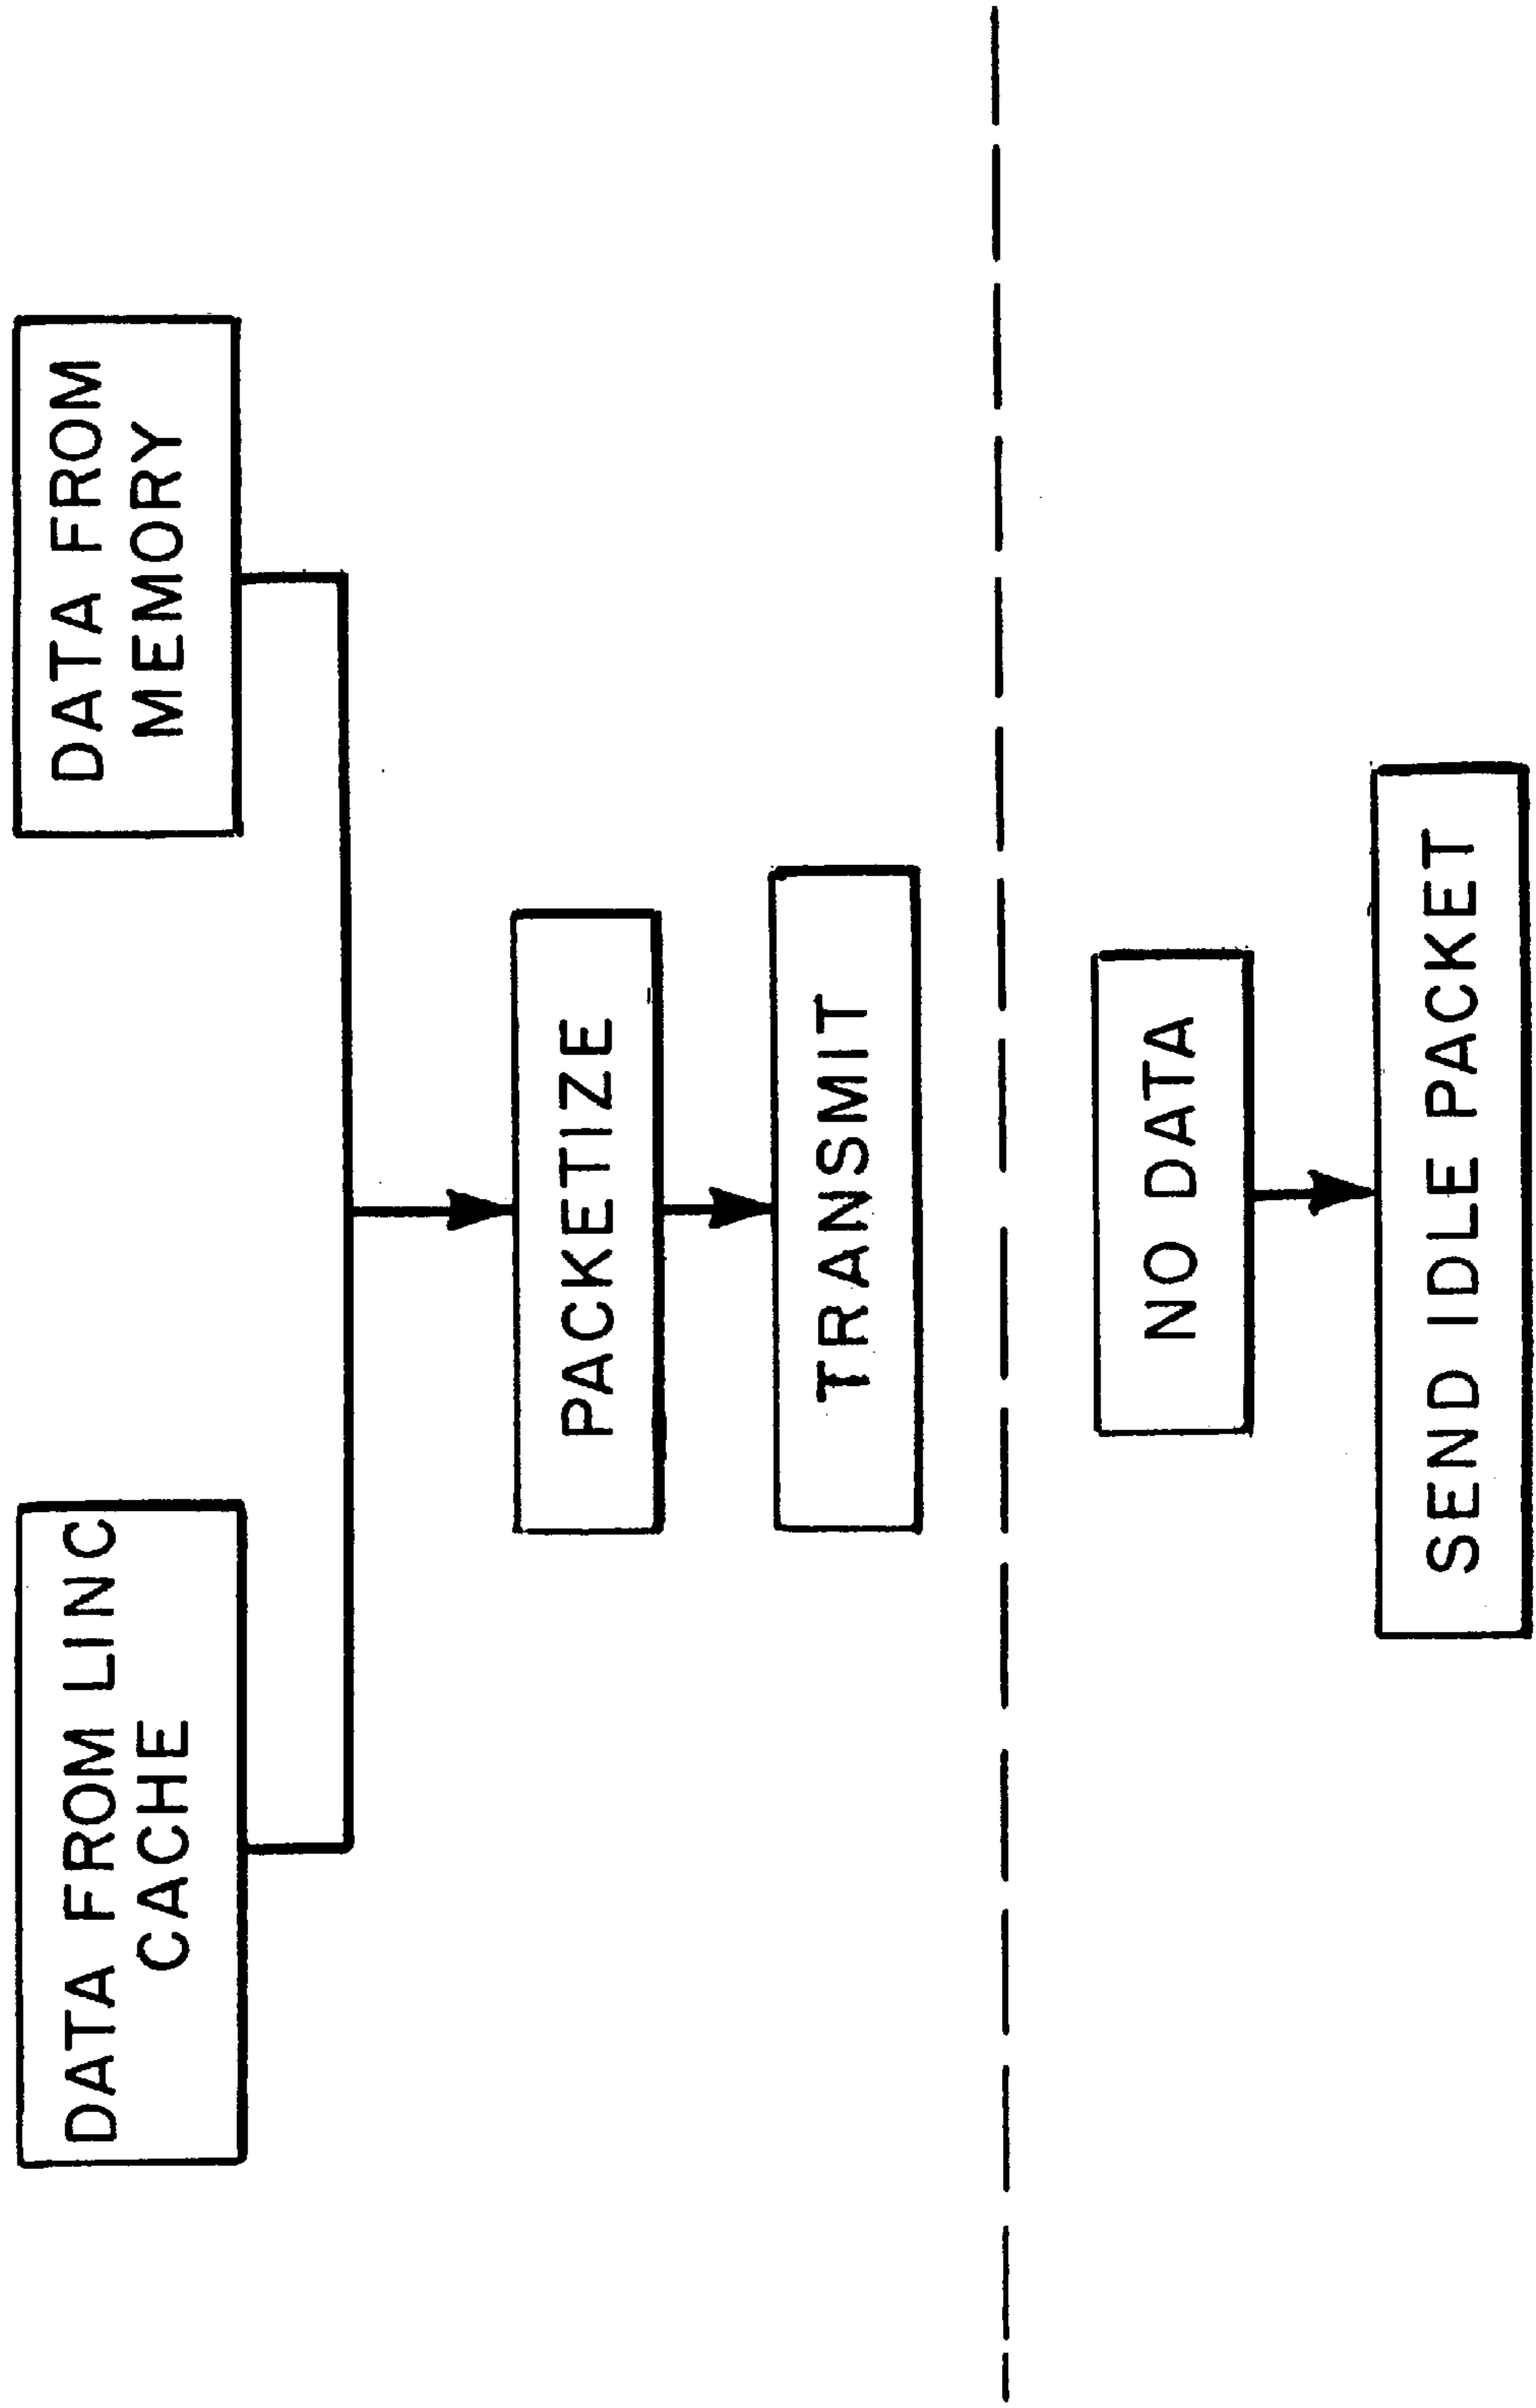 DATA FROM LINC
CACHE
DATA FROM
MEMORY
PACKETIZE
TRANSMIT
NO DATA
SEND IDLE PACKET